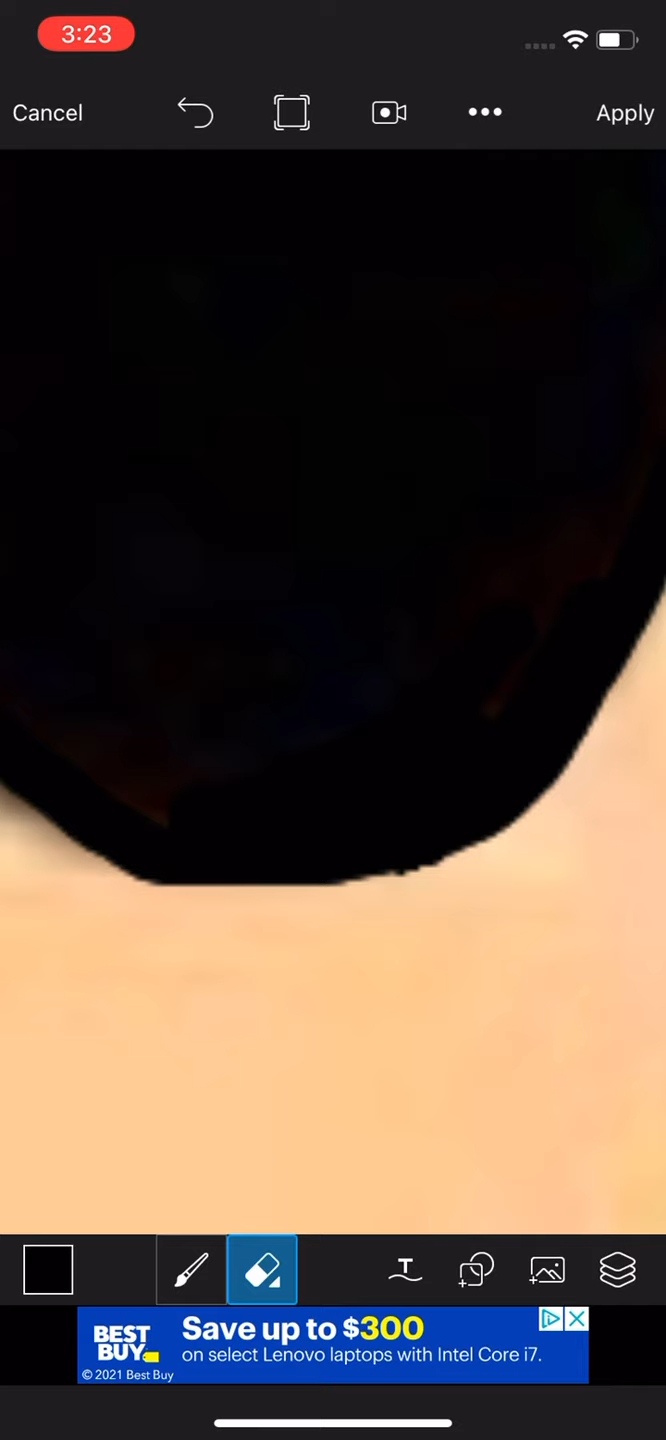 3:23
Cancel
Apply
T
BEST
BUY
Save up to $300
on select Lenovo laptops with Intel Core i7.
© 2021 Best Buy